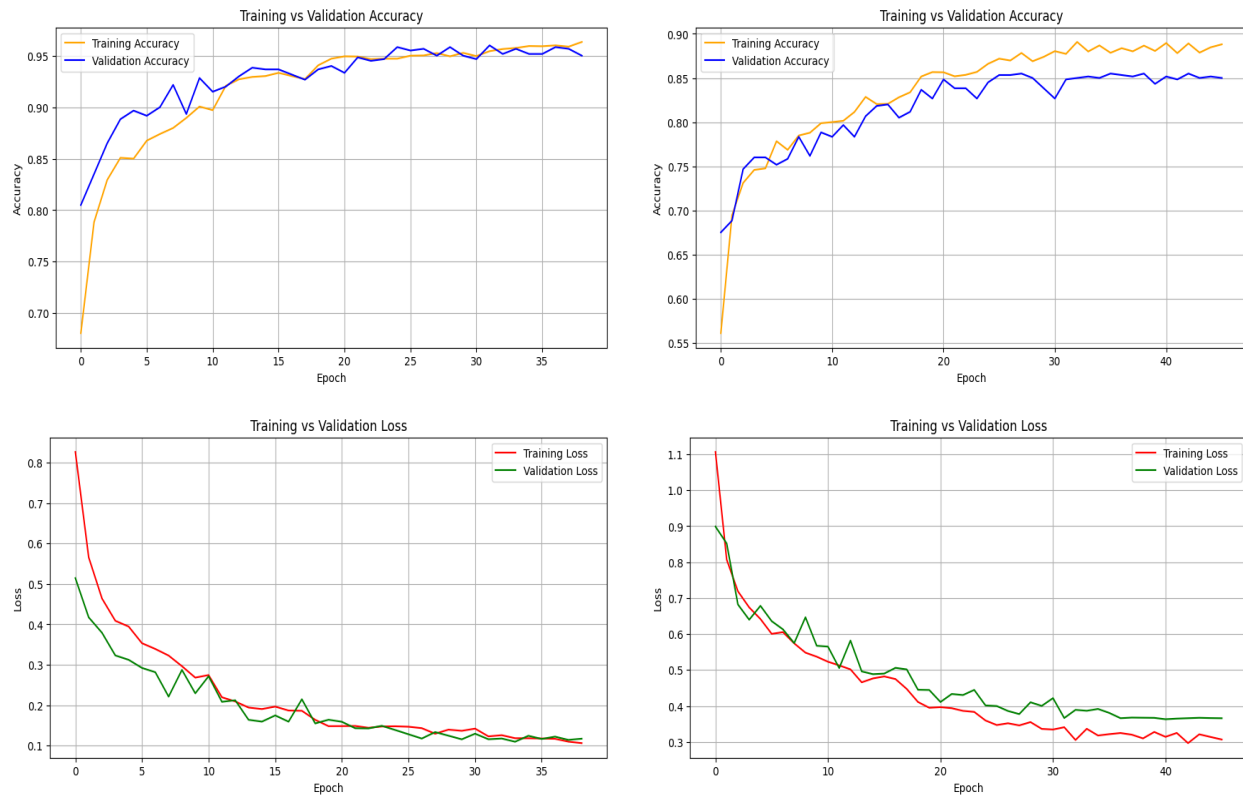 Training vs Validation Accuracy
Training Accuracy
Validation Accuracy
0.95
0.90
0.85
0.80
0.75
0.70
Accuracy
0 5 10 15 20 25 30 35
Epoch
Training vs Validation Accuracy
Training Accuracy
Validation Accuracy
0.90
0.85
0.80
0.75
0.70
0.65
0.60
0.55
Accuracy
0 10 20 30 40
Epoch
Training vs Validation Loss
Training Loss
Validation Loss
0.8
0.7
0.6
0.5
0.4
0.3
0.2
0.1
Loss
0 5 10 15 20 25 30 35
Epoch
Training vs Validation Loss
Training Loss
Validation Loss
1.1
1.0
0.9
0.8
0.7
0.6
0.5
0.4
0.3
Loss
0 10 20 30 40
Epoch